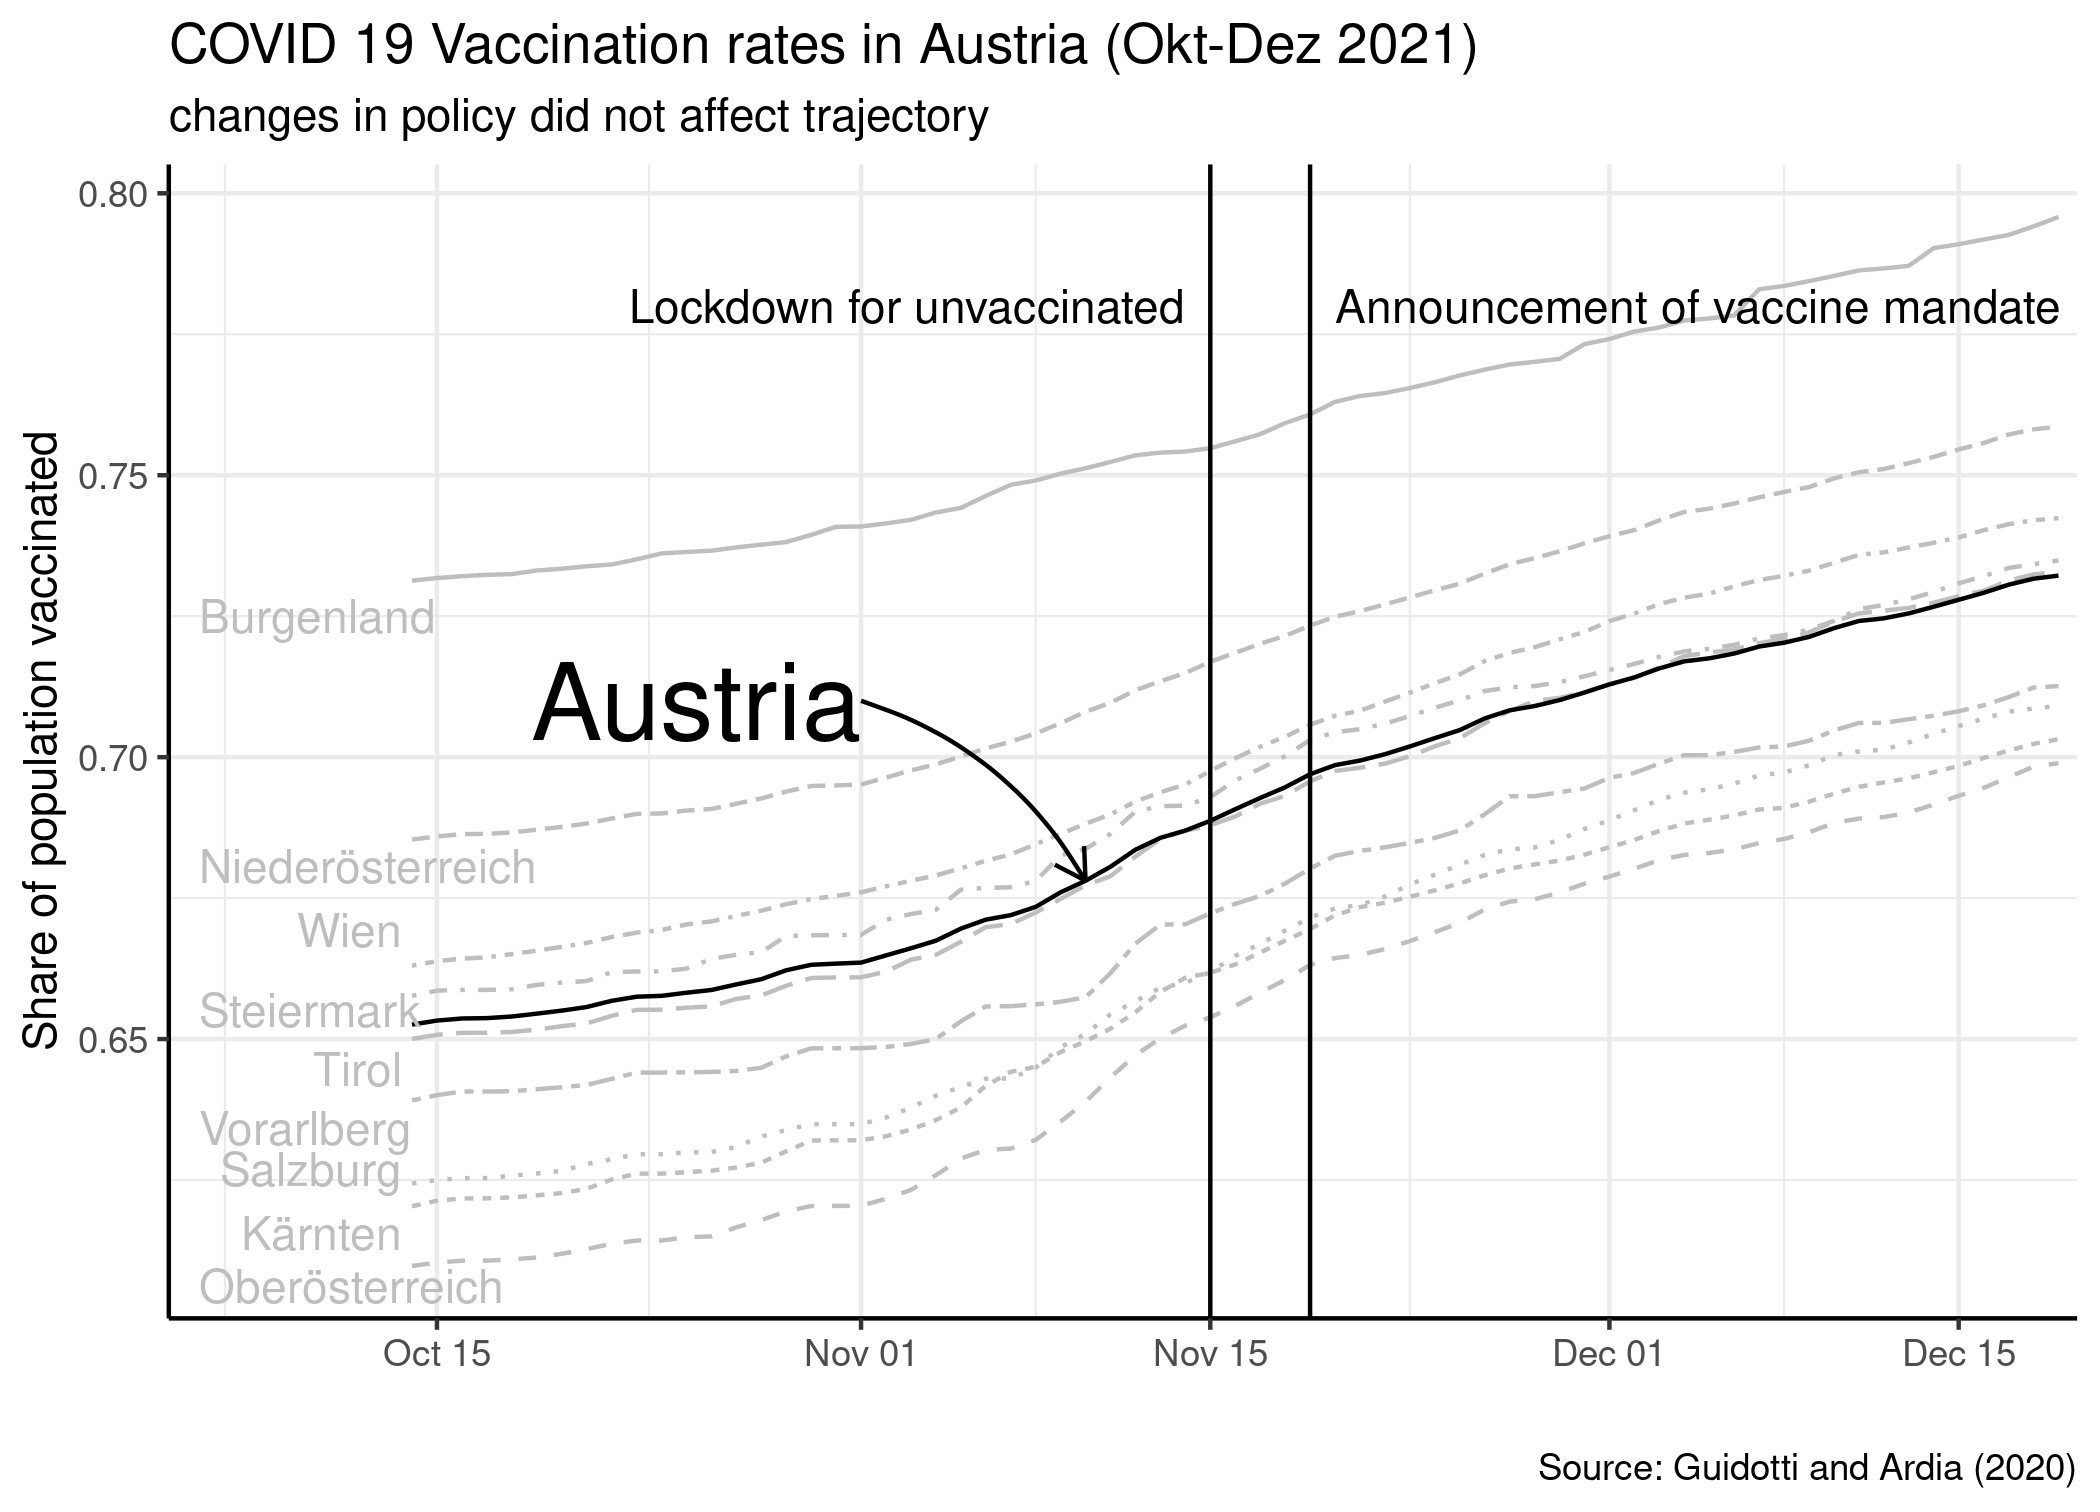 COVID 19 Vaccination rates in Austria (Okt-Dez 2021)
changes in policy did not affect trajectory
Share of population vaccinated
0.80
0.75
0.70
0.65
Lockdown for unvaccinated
Announcement of vaccine mandate
Burgenland
Austria
Niederösterreich
Wien
Steiermark
Tirol
Vorarlberg
Salzburg
Kärnten
Oberösterreich
Oct 15
Nov 01
Nov 15
Dec 01
Dec 15
Source: Guidotti and Ardia (2020)